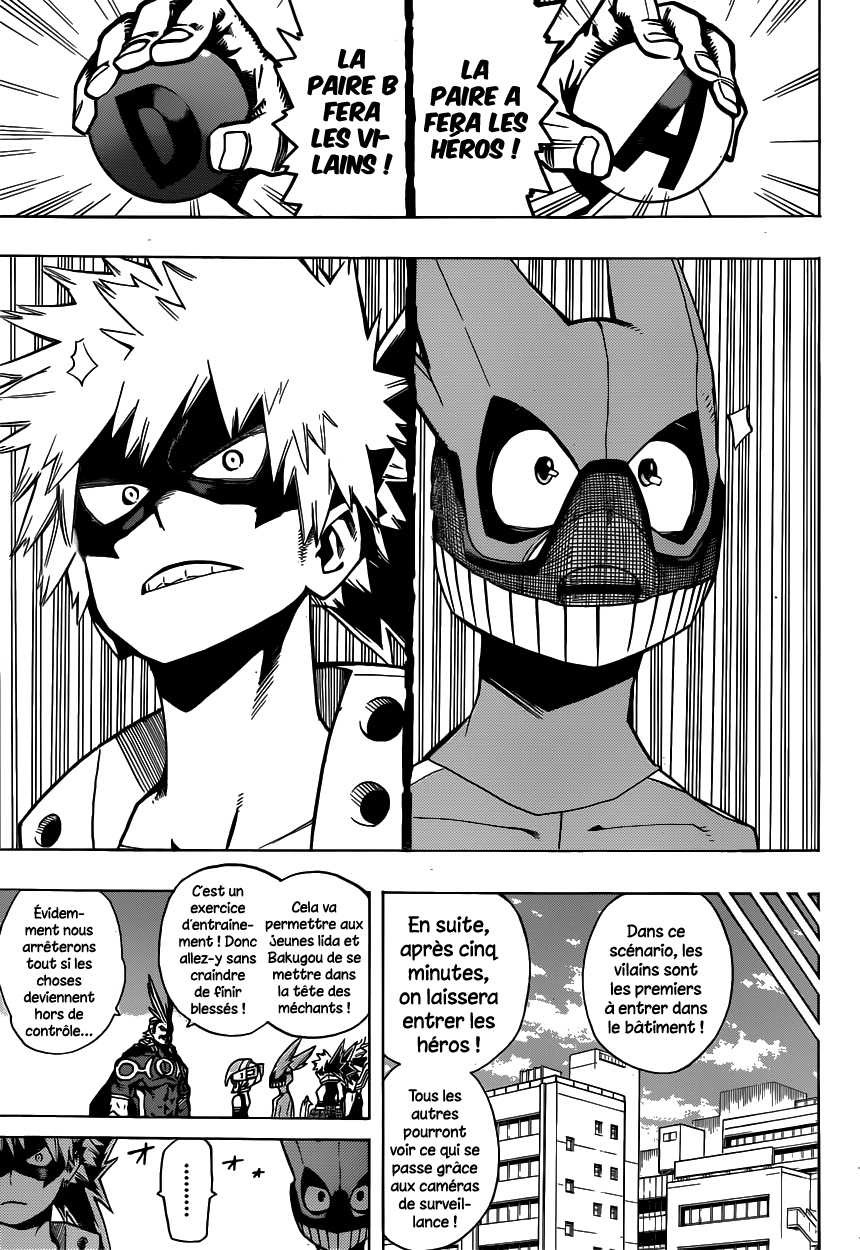 LA
PAIRE A
FERA LES
HÉROS !
A
LA
PAIRE B
FERA
LES VI-
LAINS !
D
Dans ce
scénario, les
vilains sont
les premiers
à entrer dans
le bâtiment !
En suite,
après cinq
minutes,
on laissera
entrer les
héros !
Tous les
autres
pourront
voir ce qui se
passe grâce
aux caméras
de surveil-
lance !
Cela va
permettre aux
Jeunes Iida et
Bakugou de se
mettre dans
la tête des
méchants !
C'est un
exercice
d'entraîne-
ment ! Donc
allez-y sans
craindre
de finir
blessés !
Évidem-
ment nous
arrêterons
tout si les
choses
deviennent
hors de
contrôle...
........